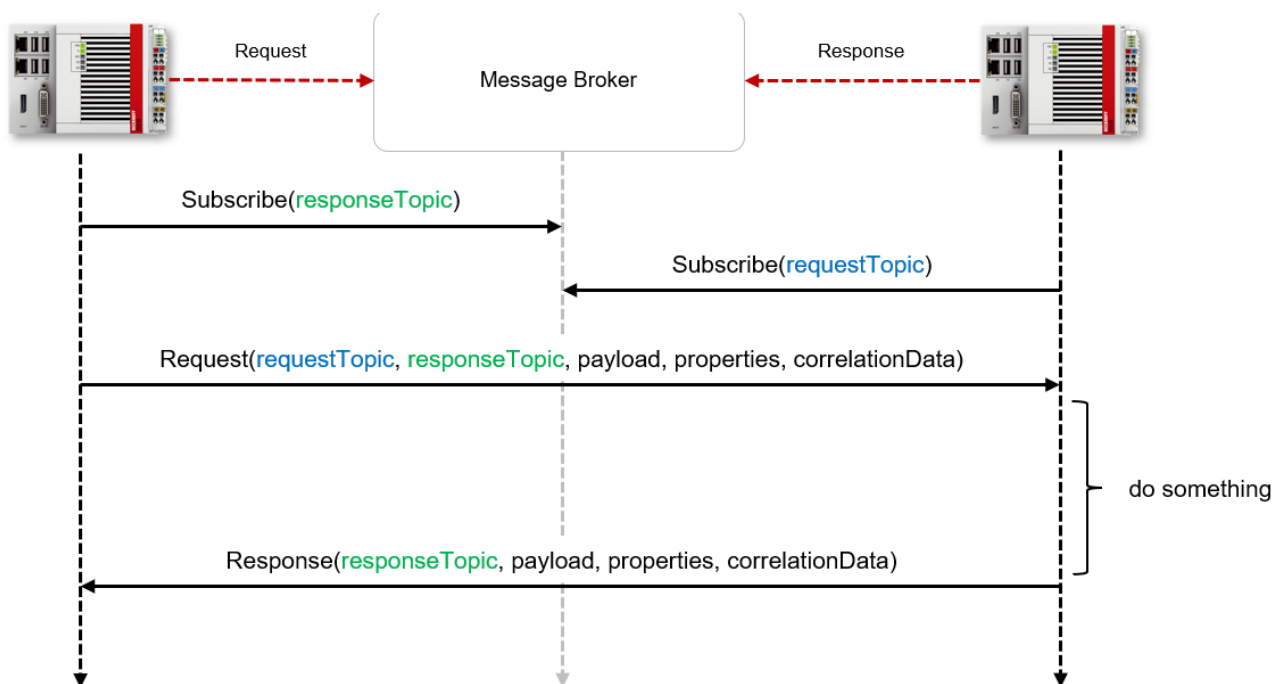 Request
Response
Message Broker
Subscribe(responseTopic)
Subscribe(requestTopic)
Request(requestTopic, responseTopic, payload, properties, correlationData)
do something
Response(responseTopic, payload, properties, correlationData)